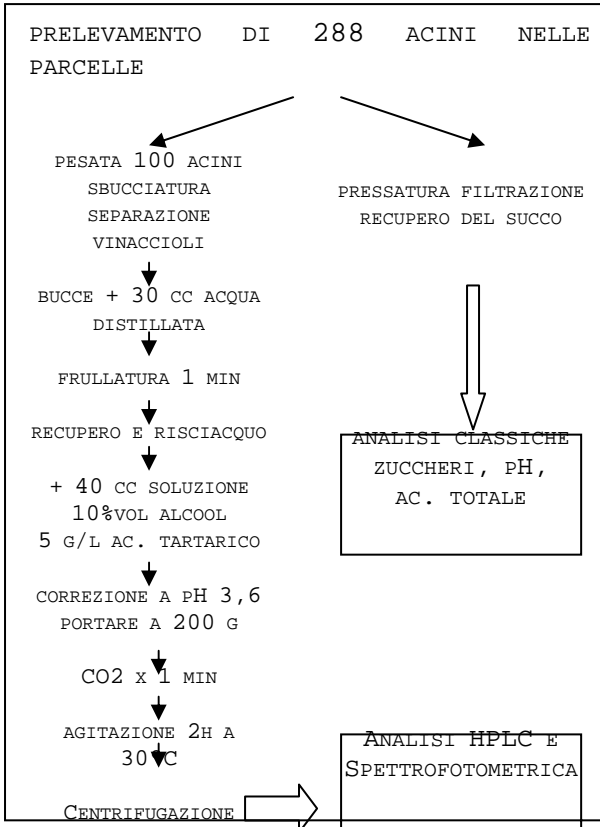 PRELEVAMENTO DI 288 ACINI NELLE
PARCELLE
PESATA 100 ACINI
SBUCCIATURA
SEPARAZIONE
VINACCIOLI
BUCCE + 30 CC ACQUA
DISTILLATA
FRULLATURA 1 MIN
RECUPERO E RISCIACQUO
+ 40 CC SOLUZIONE
10%VOL ALCOOL
5 G/L AC. TARTARICO
CORREZIONE A PH 3,6
PORTARE A 200 G
CO2 X 1 MIN
AGITAZIONE 2H A
30°C
CENTRIFUGAZIONE
PRESSATURA FILTRAZIONE
RECUPERO DEL SUCCO
ANALISI CLASSICHE
ZUCCHERI, PH,
AC. TOTALE
ANALISI HPLC E
SPETTROFOTOMETRICA